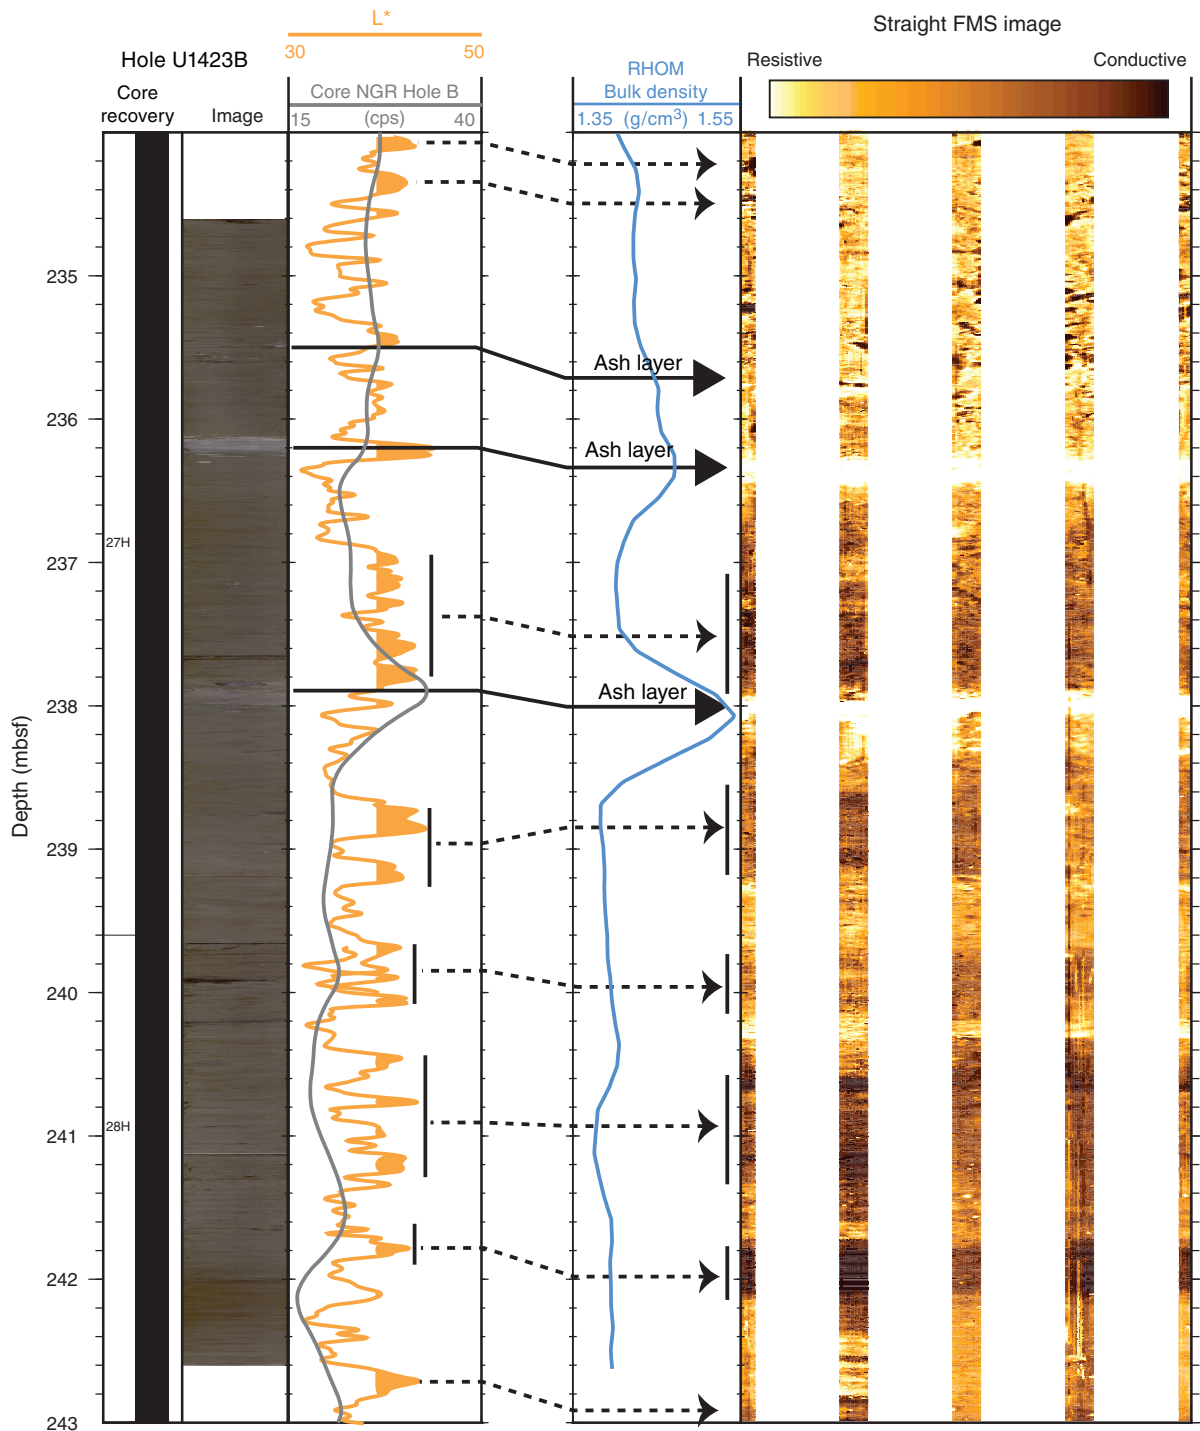 L*
30 50
Straight FMS image
Hole U1423B
Resistive Conductive
RHOM
Core
recovery
Image
Core NGR Hole B
Bulk density
15 (cps) 40
1.35 (g/cm³) 1.55
235
Ash layer
236
Ash layer
27H
237
Ash layer
238
Depth (mbsf)
239
240
28H
241
242
243